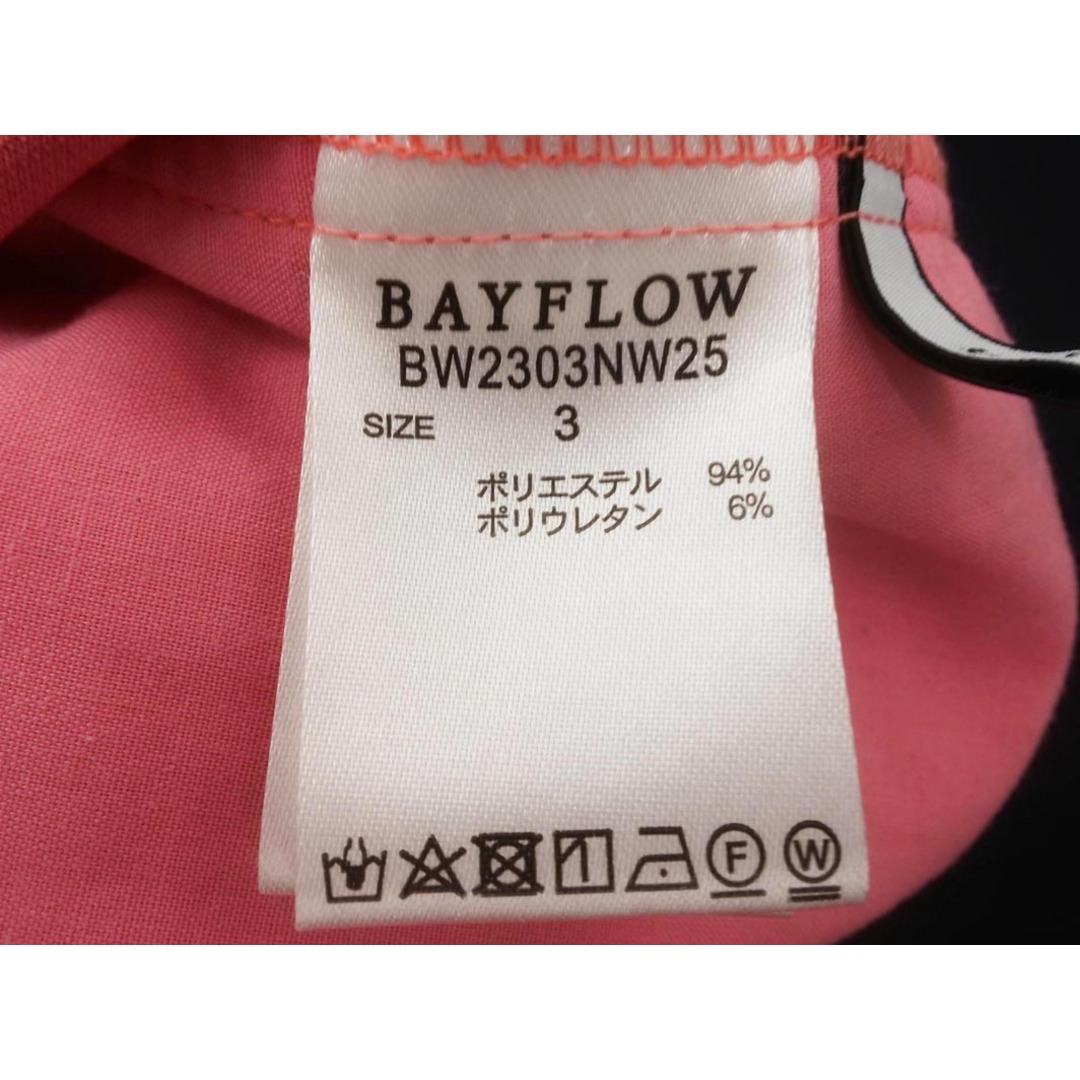 BAYFLOW
BW2303NW25
SIZE 3
ポリエステル 94%
ポリウレタン 6%
F W